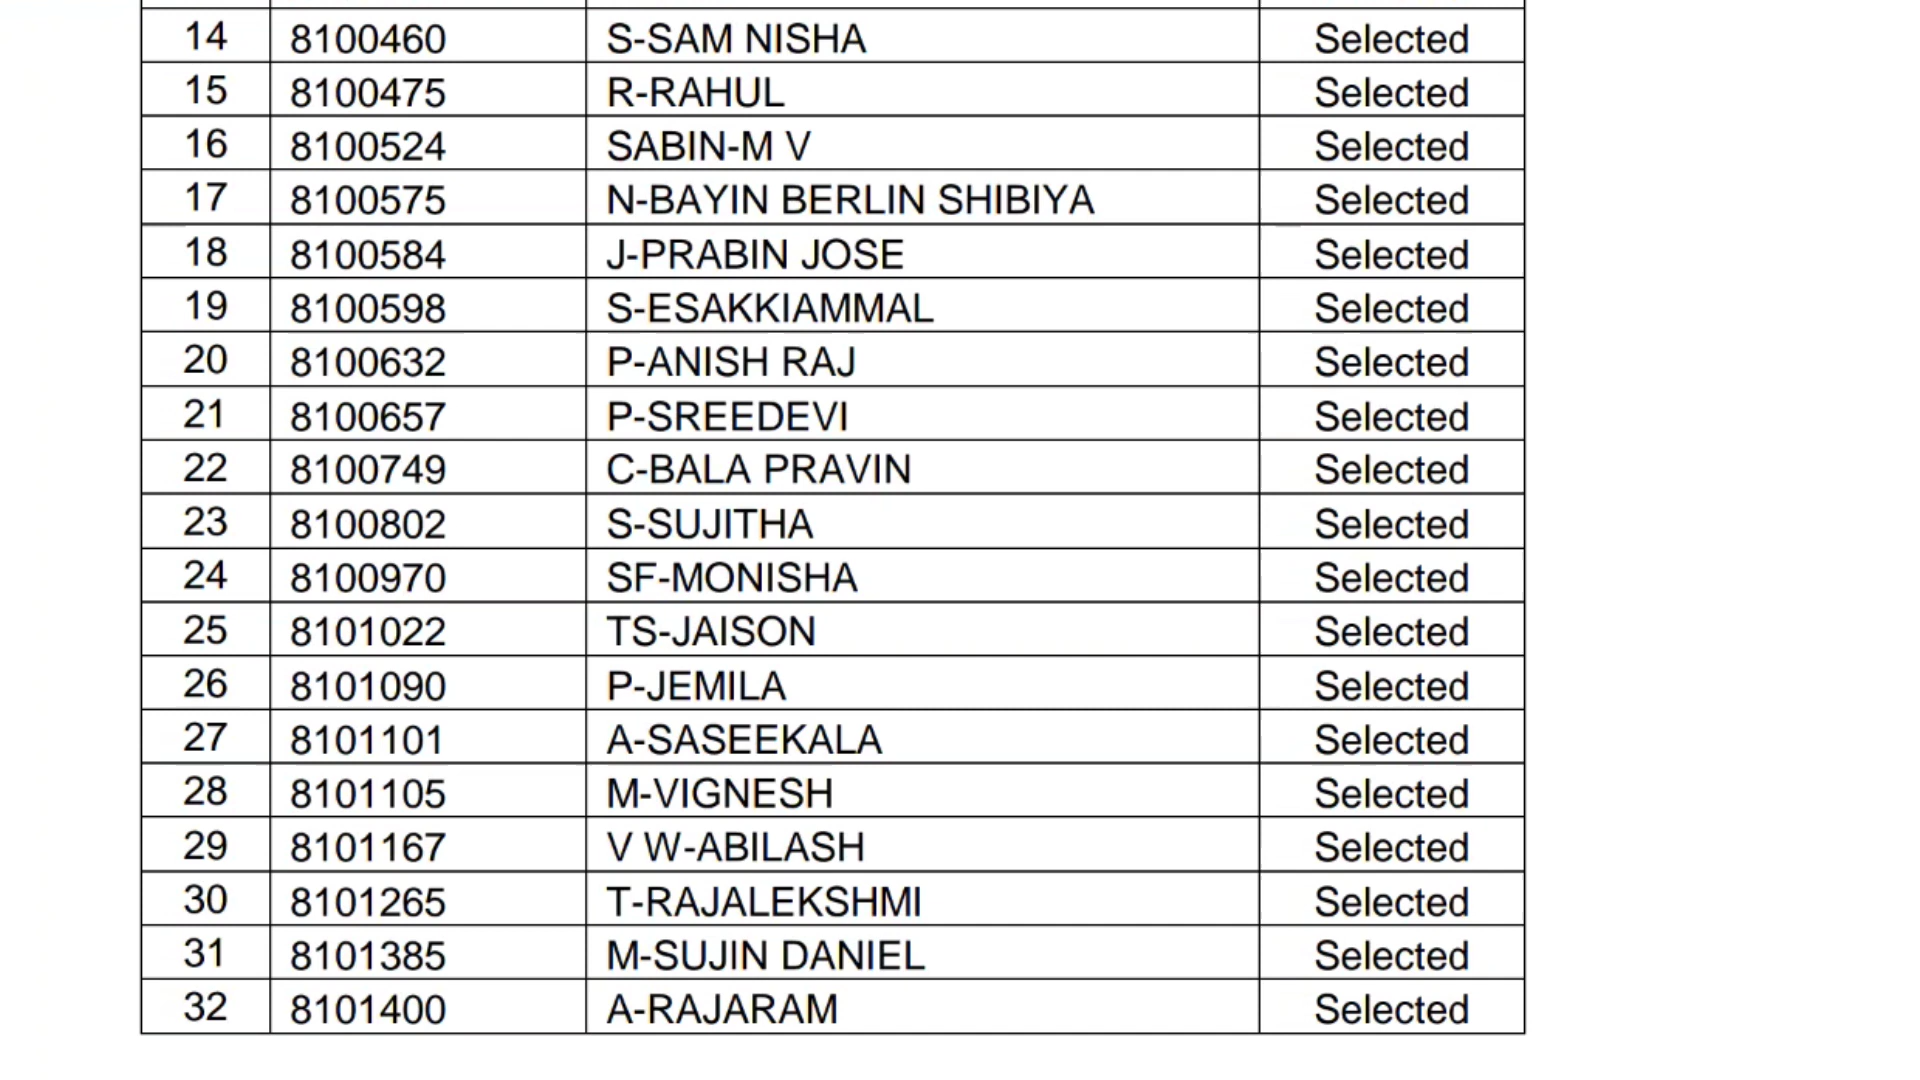 14 8100460 S-SAM NISHA Selected
15 8100475 R-RAHUL Selected
16 8100524 SABIN-M V Selected
17 8100575 N-BAYIN BERLIN SHIBIYA Selected
18 8100584 J-PRABIN JOSE Selected
19 8100598 S-ESAKKIAMMAL Selected
20 8100632 P-ANISH RAJ Selected
21 8100657 P-SREEDEVI Selected
22 8100749 C-BALA PRAVIN Selected
23 8100802 S-SUJITHA Selected
24 8100970 SF-MONISHA Selected
25 8101022 TS-JAISON Selected
26 8101090 P-JEMILA Selected
27 8101101 A-SASEEKALA Selected
28 8101105 M-VIGNESH Selected
29 8101167 V W-ABILASH Selected
30 8101265 T-RAJALEKSHMI Selected
31 8101385 M-SUJIN DANIEL Selected
32 8101400 A-RAJARAM Selected